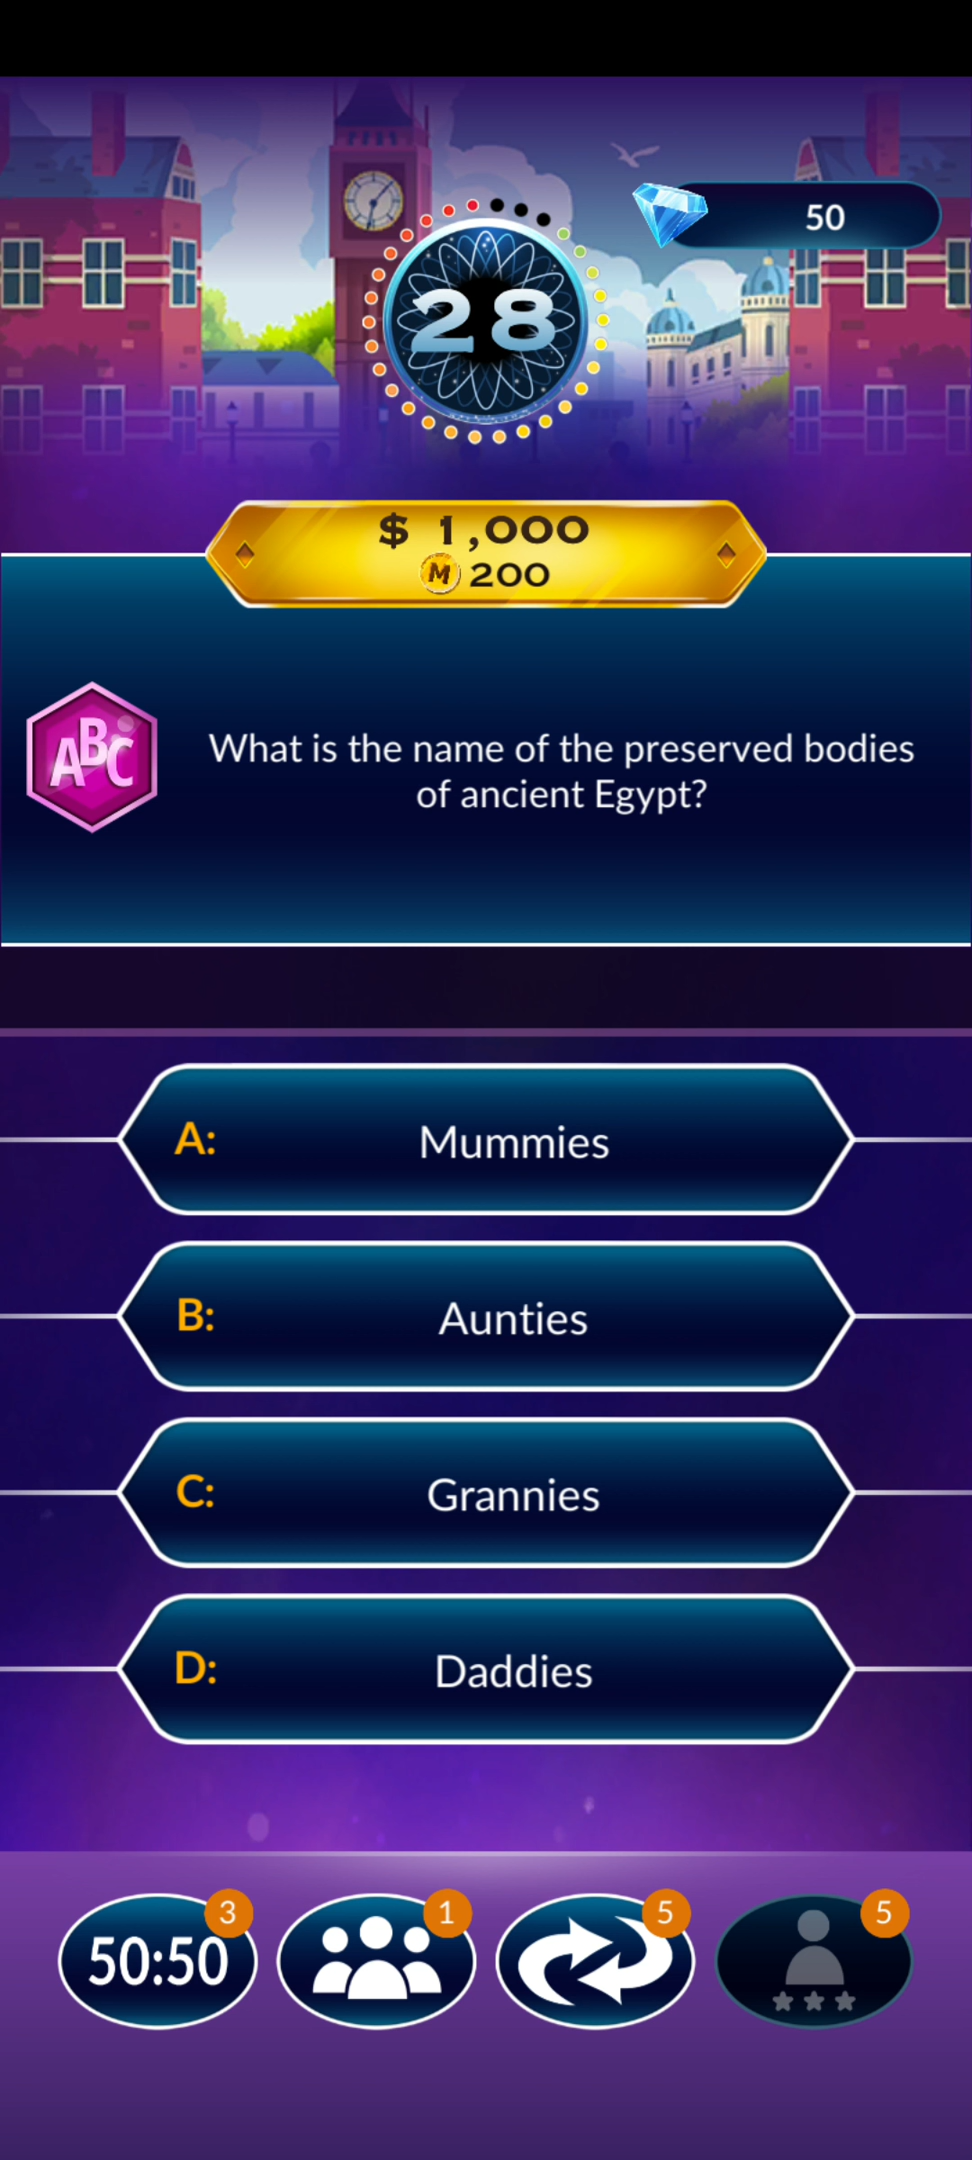 50
28
$ 1,000
M 200
ABC
What is the name of the preserved bodies
of ancient Egypt?
A: Mummies
B: Aunties
C: Grannies
D: Daddies
3
1
5
5
50:50